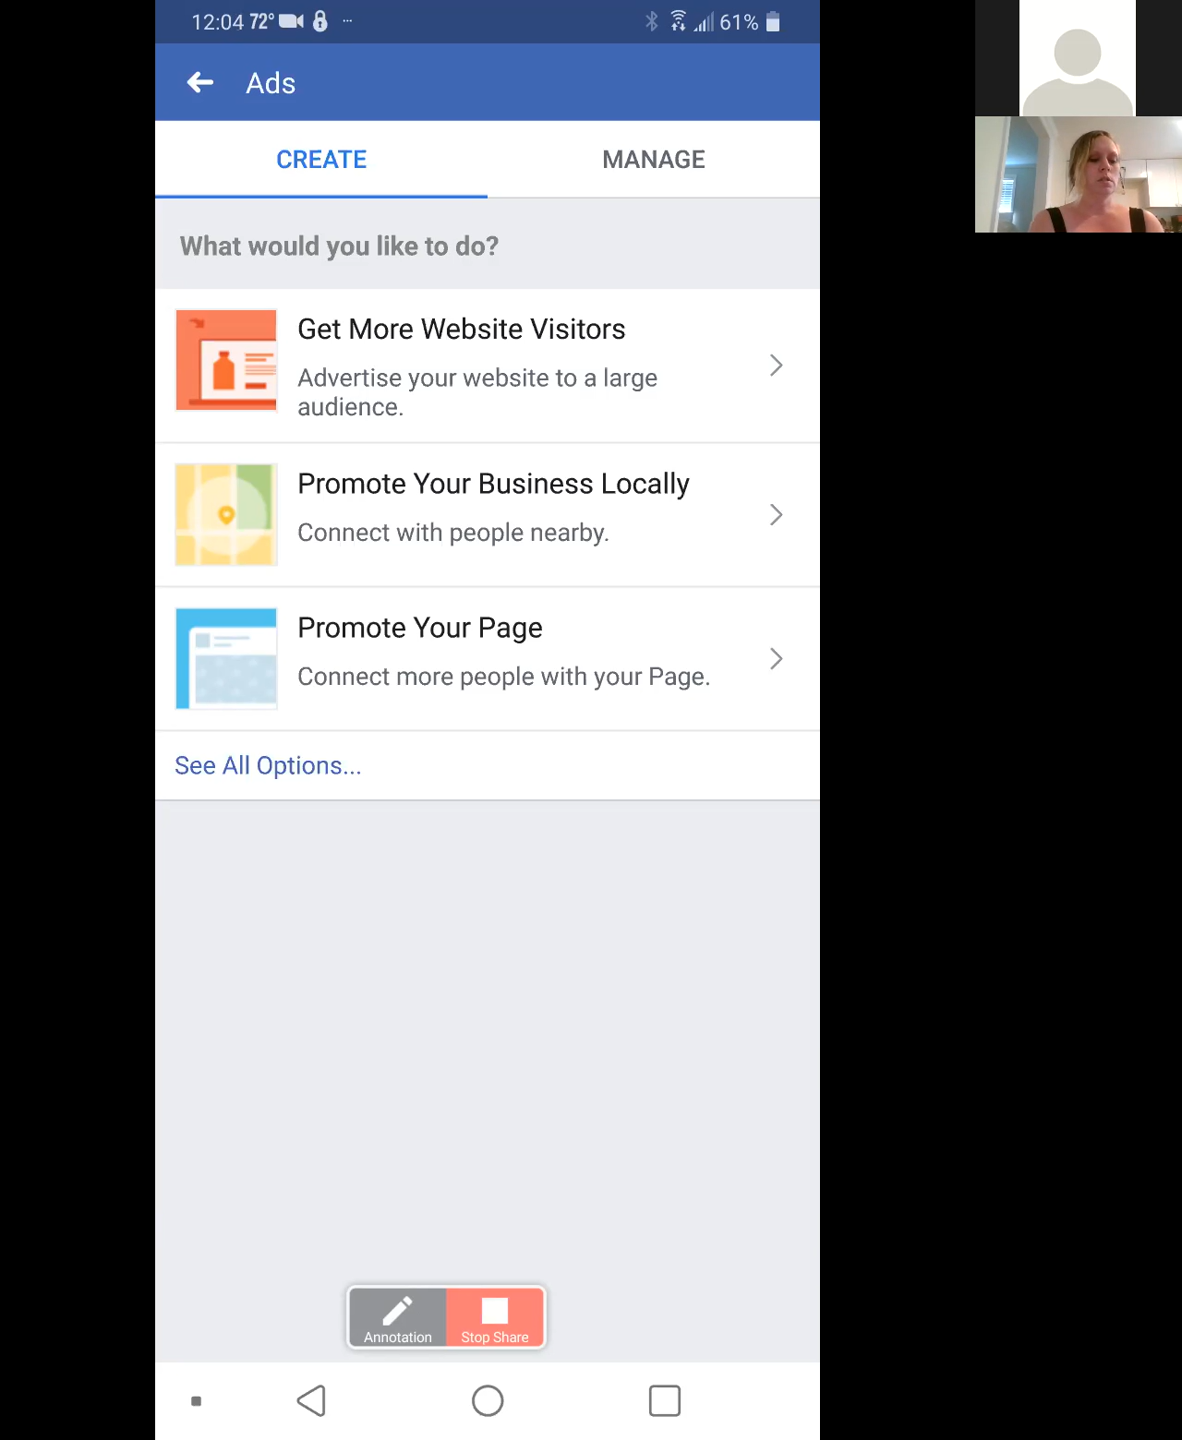 12:04 72° ... 61%
Ads
CREATE MANAGE
What would you like to do?
Get More Website Visitors
Advertise your website to a large
audience.
Promote Your Business Locally
Connect with people nearby.
Promote Your Page
Connect more people with your Page.
See All Options...
Annotation Stop Share